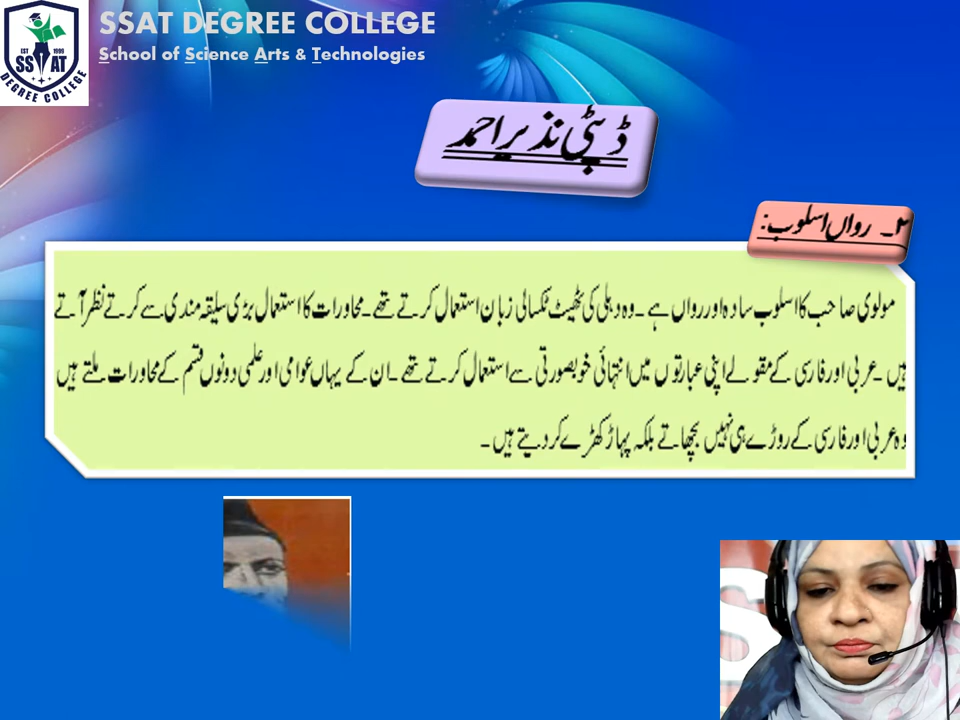 SSAT DEGREE COLLEGE
School of Science Arts & Technologies
EST 1996
SSAT
DEGREE COLLEGE
ڈپٹی نذیر احمد
۲۔ رواں اسلوب:
مولوی صاحب کا اسلوب سادہ اور رواں ہے۔ وہ دہلی کی ٹھیٹ ٹکسالی زبان استعمال کرتے تھے۔ محاورات کا استعمال بڑی سلیقہ مندی سے کرتے نظر آتے
ہیں۔ عربی اور فارسی کے مقولے اپنی عبارتوں میں انتہائی خوبصورتی سے استعمال کرتے تھے۔ ان کے یہاں عوامی اور علمی دونوں قسم کے محاورات ملتے ہیں
وہ عربی اور فارسی کے روڑے ہی نہیں بچھاتے بلکہ پہاڑ کھڑے کر دیتے ہیں۔